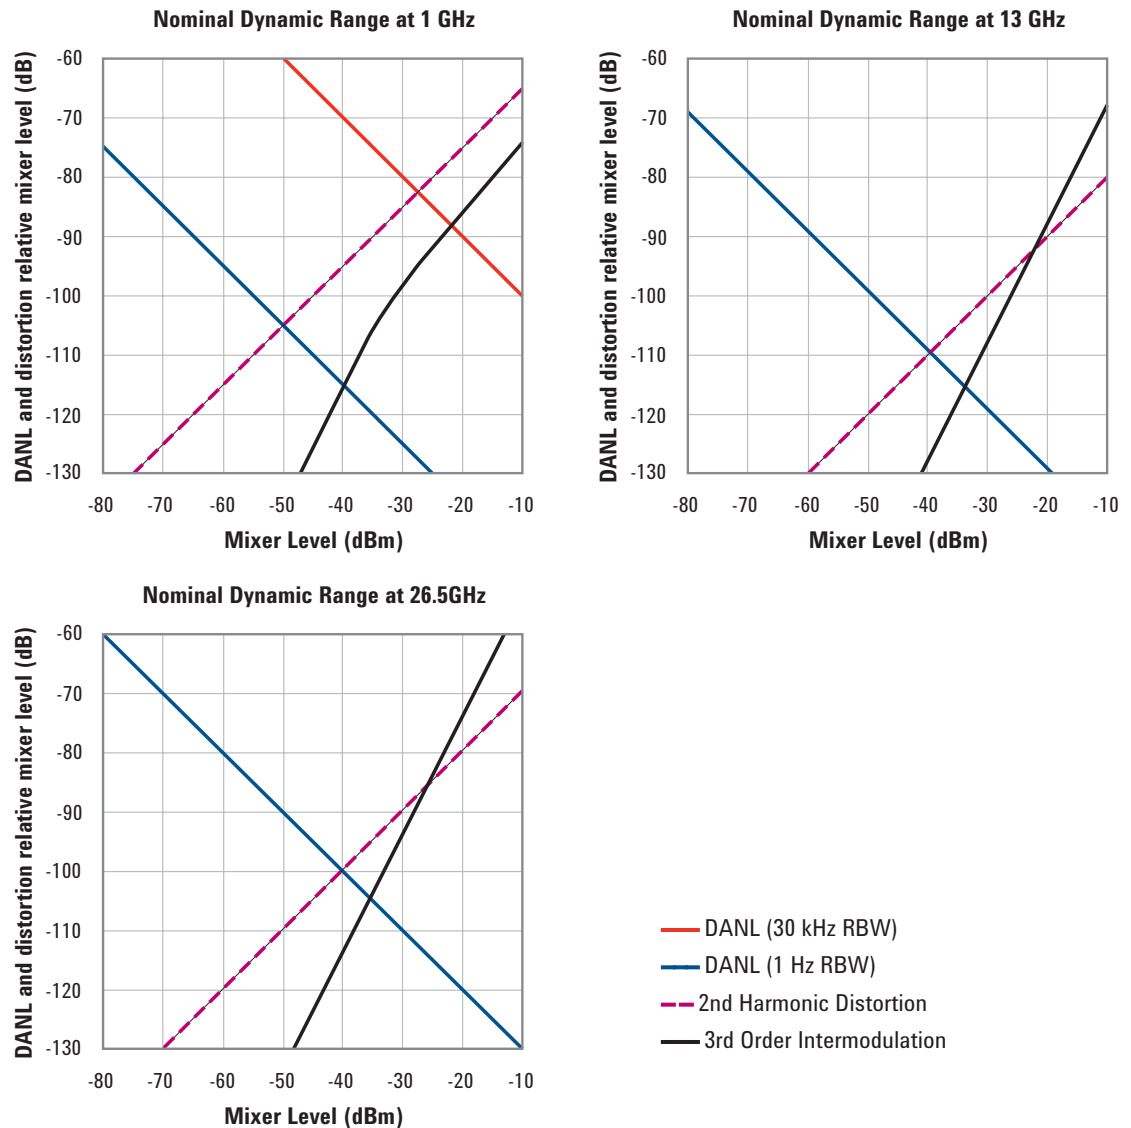 Nominal Dynamic Range at 1 GHz
DANL and distortion relative mixer level (dB)
-60
-70
-80
-90
-100
-110
-120
-130
-80 -70 -60 -50 -40 -30 -20 -10
Mixer Level (dBm)
Nominal Dynamic Range at 13 GHz
DANL and distortion relative mixer level (dB)
-60
-70
-80
-90
-100
-110
-120
-130
-80 -70 -60 -50 -40 -30 -20 -10
Mixer Level (dBm)
Nominal Dynamic Range at 26.5GHz
DANL and distortion relative mixer level (dB)
-60
-70
-80
-90
-100
-110
-120
-130
-80 -70 -60 -50 -40 -30 -20 -10
Mixer Level (dBm)
DANL (30 kHz RBW)
DANL (1 Hz RBW)
2nd Harmonic Distortion
3rd Order Intermodulation